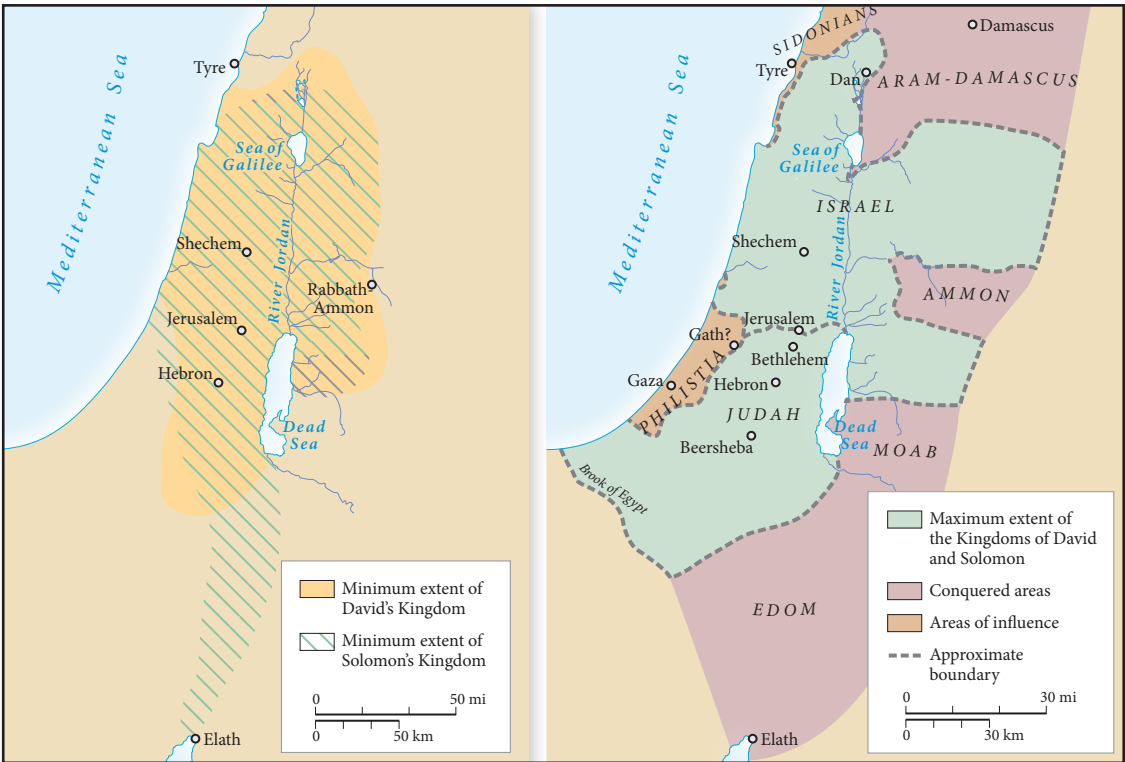 Mediterranean Sea
Tyre
Sea of
Galilee
Shechem
River Jordan
Rabbath-
Ammon
Jerusalem
Hebron
Dead
Sea
Elath
Minimum extent of
David's Kingdom
Minimum extent of
Solomon's Kingdom
0 50 mi
0 50 km
Mediterranean Sea
SIDONIANS
Damascus
Tyre
Dan
ARAM-DAMASCUS
Sea of
Galilee
ISRAEL
Shechem
River Jordan
AMMON
Jerusalem
Gath?
Bethlehem
Gaza
PHILISTIA
Hebron
JUDAH
Dead
Sea
Beersheba
MOAB
Brook of Egypt
EDOM
Elath
Maximum extent of
the Kingdoms of David
and Solomon
Conquered areas
Areas of influence
Approximate
boundary
0 30 mi
0 30 km